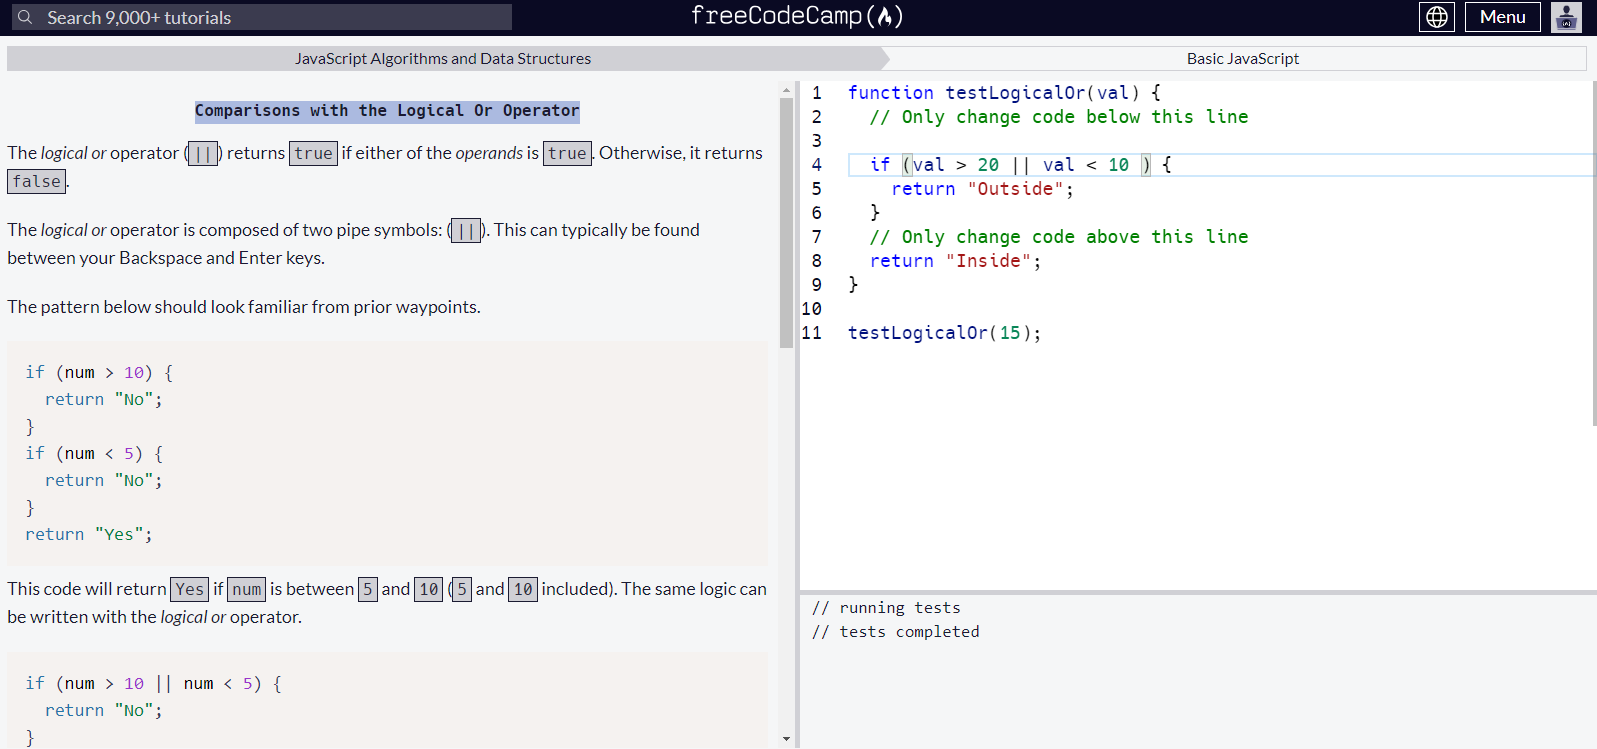 Search 9,000+ tutorials
freeCodeCamp(🔥)
Menu
JavaScript Algorithms and Data Structures
Basic JavaScript
Comparisons with the Logical Or Operator
The logical or operator (||) returns true if either of the operands is true. Otherwise, it returns
false.
The logical or operator is composed of two pipe symbols: (||). This can typically be found
between your Backspace and Enter keys.
The pattern below should look familiar from prior waypoints.
if (num > 10) {
  return "No";
}
if (num < 5) {
  return "No";
}
return "Yes";
This code will return Yes if num is between 5 and 10 (5 and 10 included). The same logic can
be written with the logical or operator.
if (num > 10 || num < 5) {
  return "No";
}
1 function testLogicalOr(val) {
2   // Only change code below this line
3
4   if (val > 20 || val < 10 ) {
5     return "Outside";
6   }
7   // Only change code above this line
8   return "Inside";
9 }
10
11 testLogicalOr(15);
// running tests
// tests completed